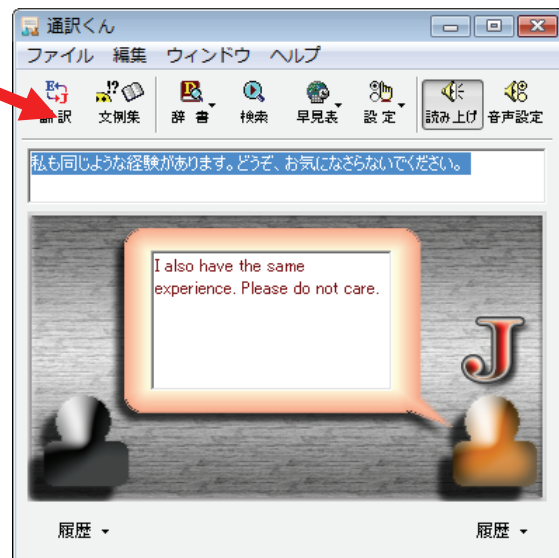 通訳くん
ファイル 編集 ウィンドウ ヘルプ
E J
翻訳 文例集 辞書 検索 早見表 設定 読み上げ 音声設定
私も同じような経験があります。どうぞ、お気になさらないでください。
I also have the same
experience. Please do not care.
J
履歴 履歴